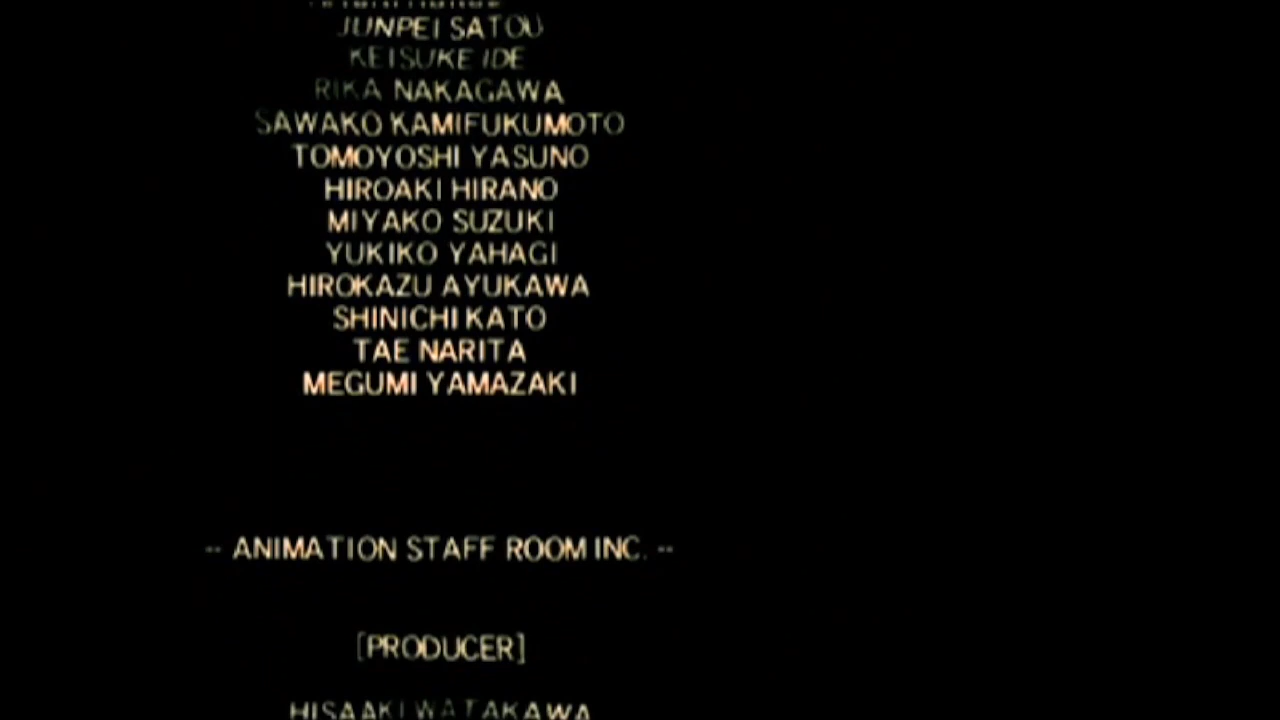 JUNPEI SATOU
KEISUKE IDE
RIKA NAKAGAWA
SAWAKO KAMIFUKUMOTO
TOMOYOSHI YASUNO
HIROAKI HIRANO
MIYAKO SUZUKI
YUKIKO YAHAGI
HIROKAZU AYUKAWA
SHINICHI KATO
TAE NARITA
MEGUMI YAMAZAKI
-- ANIMATION STAFF ROOM INC. --
[PRODUCER]
HISAAKI WATAKAWA